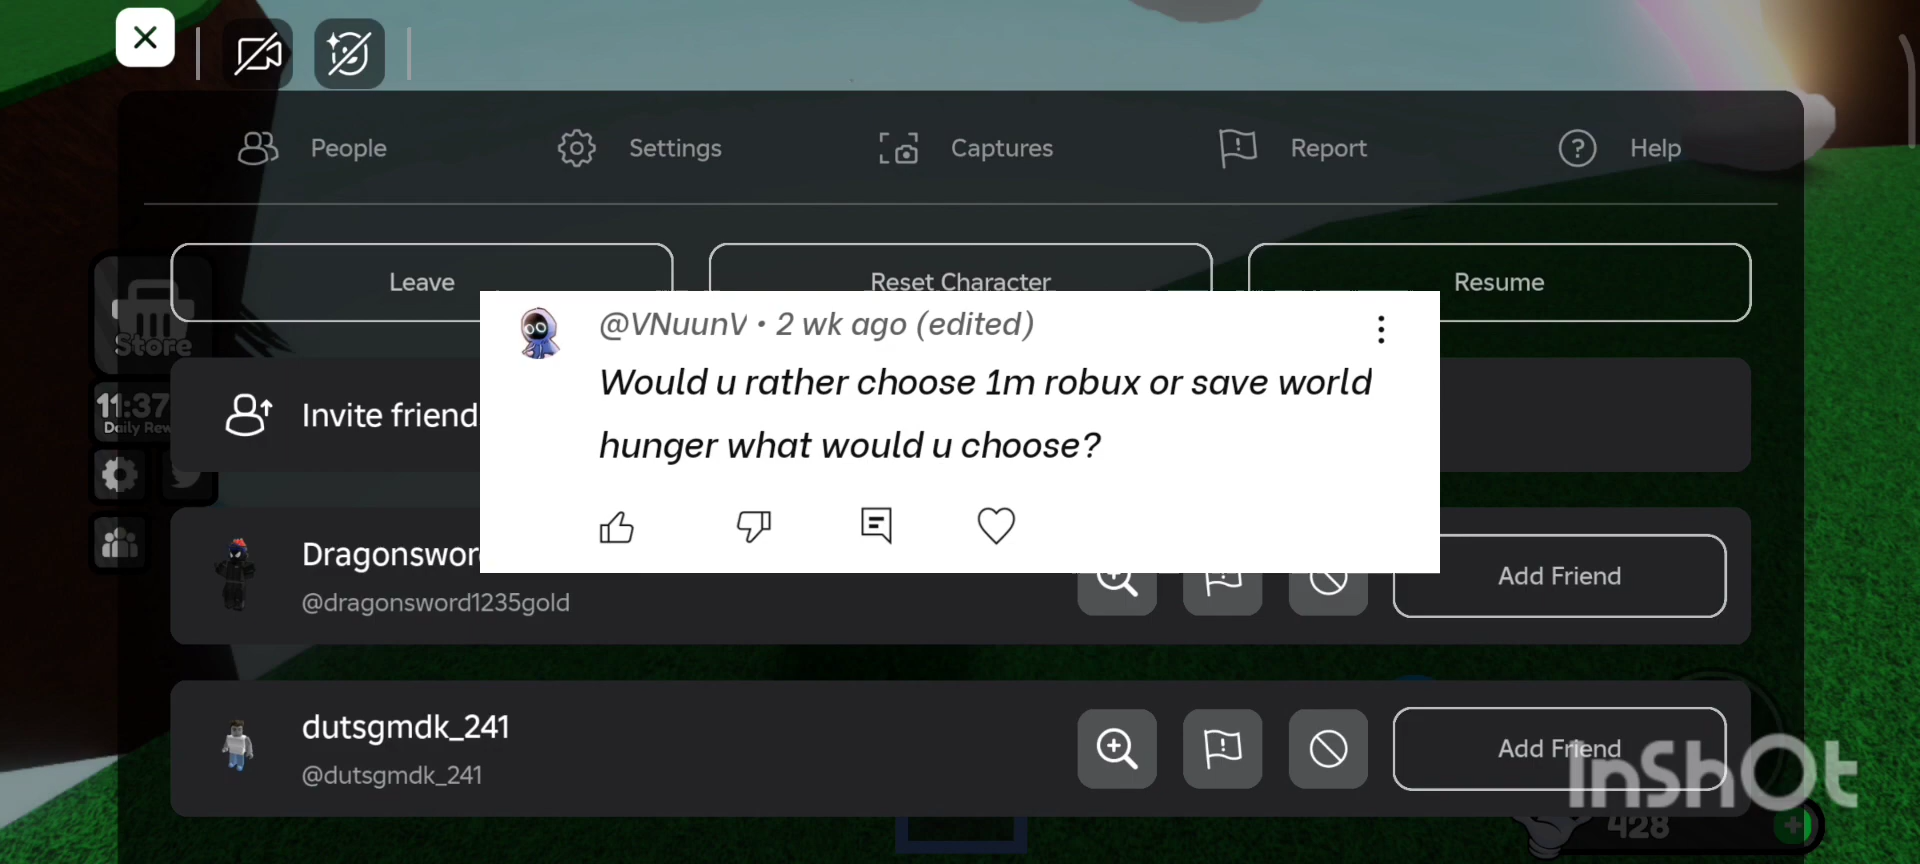 People
Settings
Captures
Report
Help
Leave
Reset Character
Resume
Store
@VNuunV • 2 wk ago (edited)
Would u rather choose 1m robux or save world
hunger what would u choose?
11:37
Daily Rew
Invite friend
Dragonswor
@dragonsword1235gold
Add Friend
dutsgmdk_241
@dutsgmdk_241
Add Friend
InShOt
428